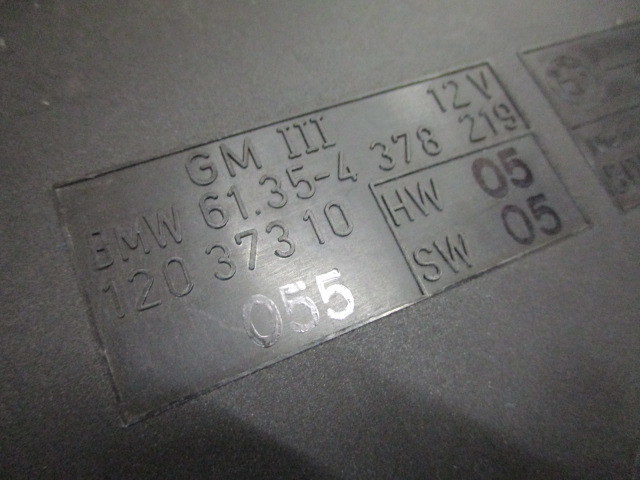 GM III 12V
BMW 61.35-4 378 219
120 373 10
HW 05
SW 05
055